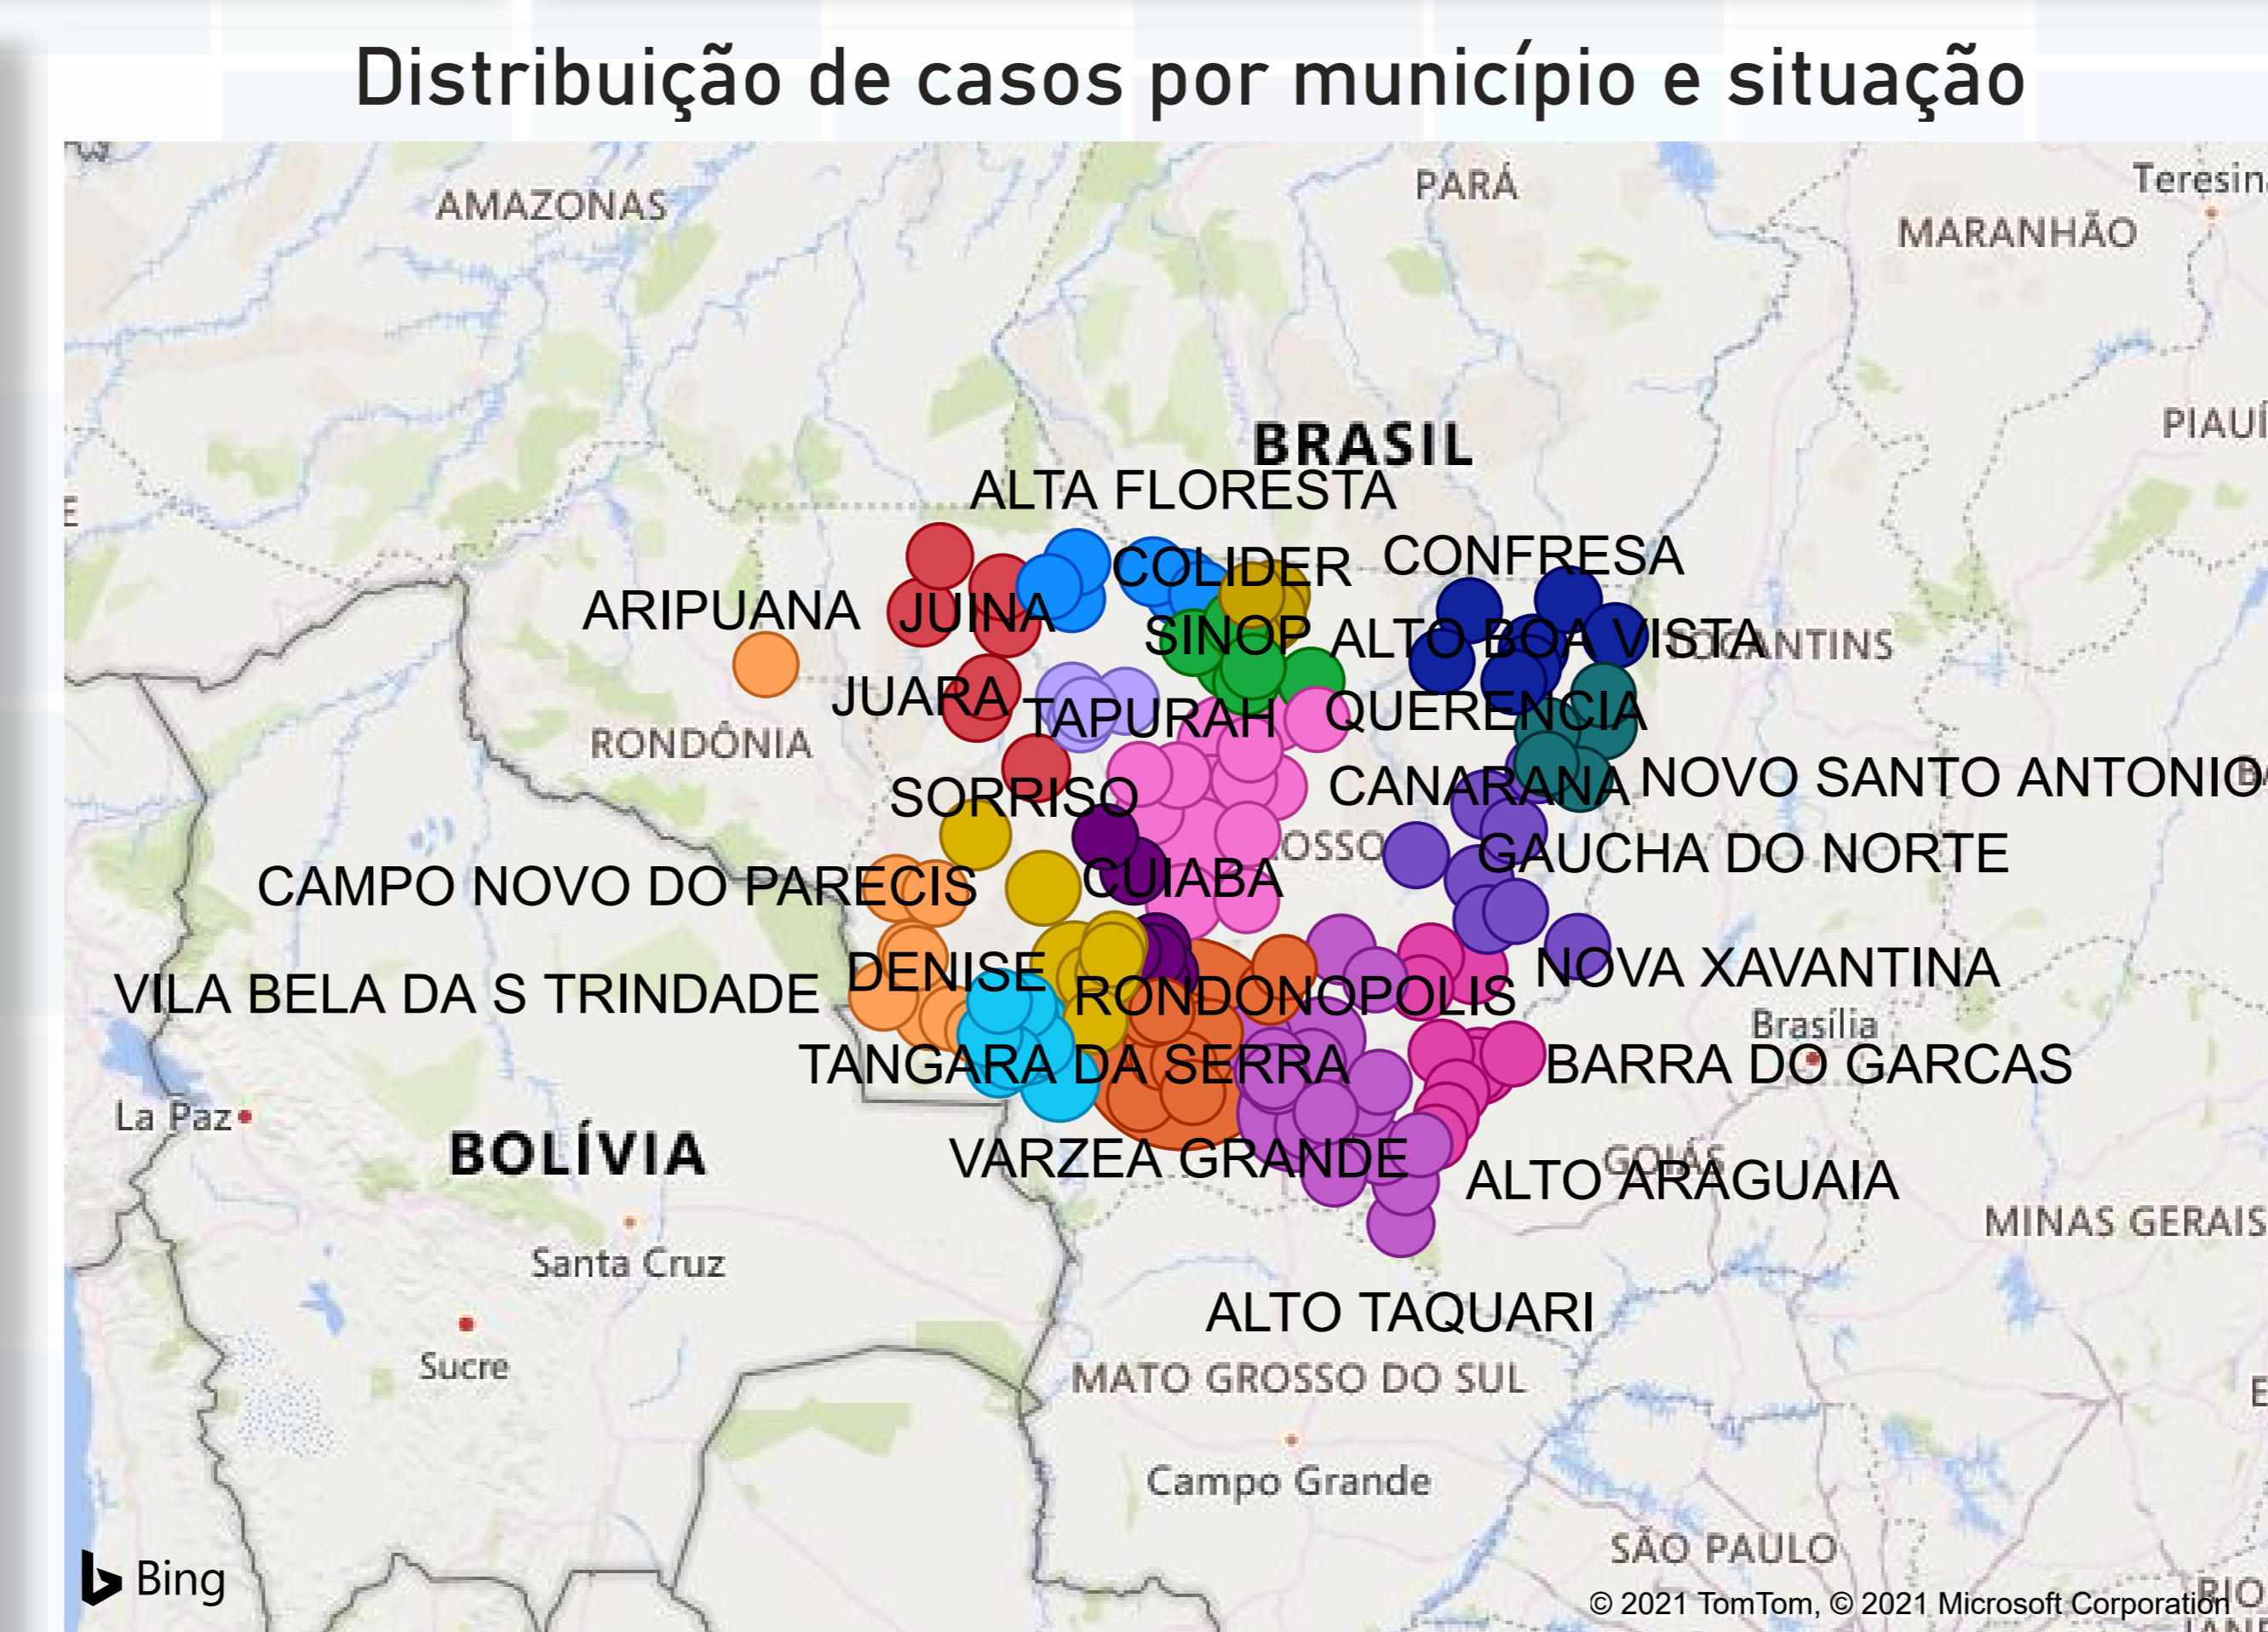 Distribuição de casos por município e situação
AMAZONAS
PARÁ
MARANHÃO
PIAUÍ
BRASIL
ALTA FLORESTA
COLIDER
CONFRESA
ARIPUANA
JUINA
SINOP
ALTO BOA VISTA
JUARA
TAPURAH
QUERENCIA
RONDÔNIA
SORRISO
CANARANA
NOVO SANTO ANTONIO
GAUCHA DO NORTE
CAMPO NOVO DO PARECIS
CUIABA
DENISE
NOVA XAVANTINA
VILA BELA DA S TRINDADE
RONDONOPOLIS
Brasília
TANGARA DA SERRA
BARRA DO GARCAS
La Paz
BOLÍVIA
VARZEA GRANDE
GOIÁS
ALTO ARAGUAIA
MINAS GERAIS
Santa Cruz
ALTO TAQUARI
Sucre
MATO GROSSO DO SUL
Campo Grande
SÃO PAULO
Bing
RIO
© 2021 TomTom, © 2021 Microsoft Corporation